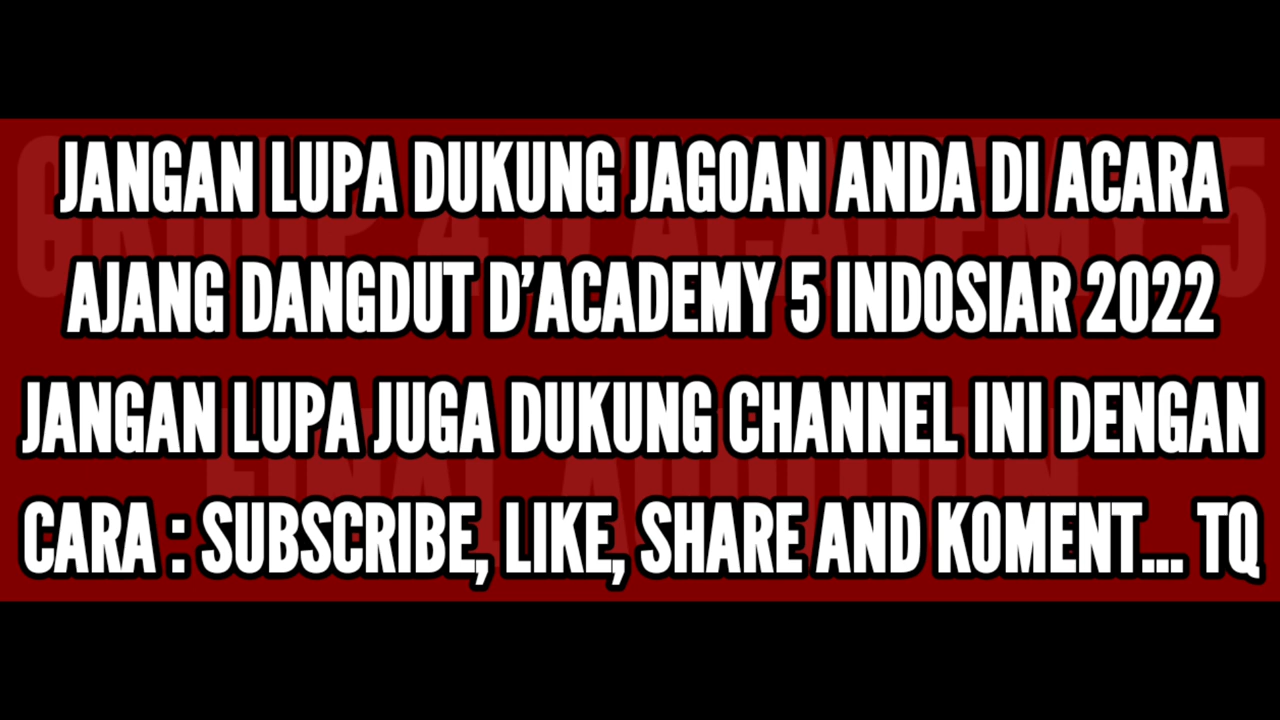 JANGAN LUPA DUKUNG JAGOAN ANDA DI ACARA
AJANG DANGDUT D'ACADEMY 5 INDOSIAR 2022
JANGAN LUPA JUGA DUKUNG CHANNEL INI DENGAN
CARA : SUBSCRIBE, LIKE, SHARE AND KOMENT... TQ